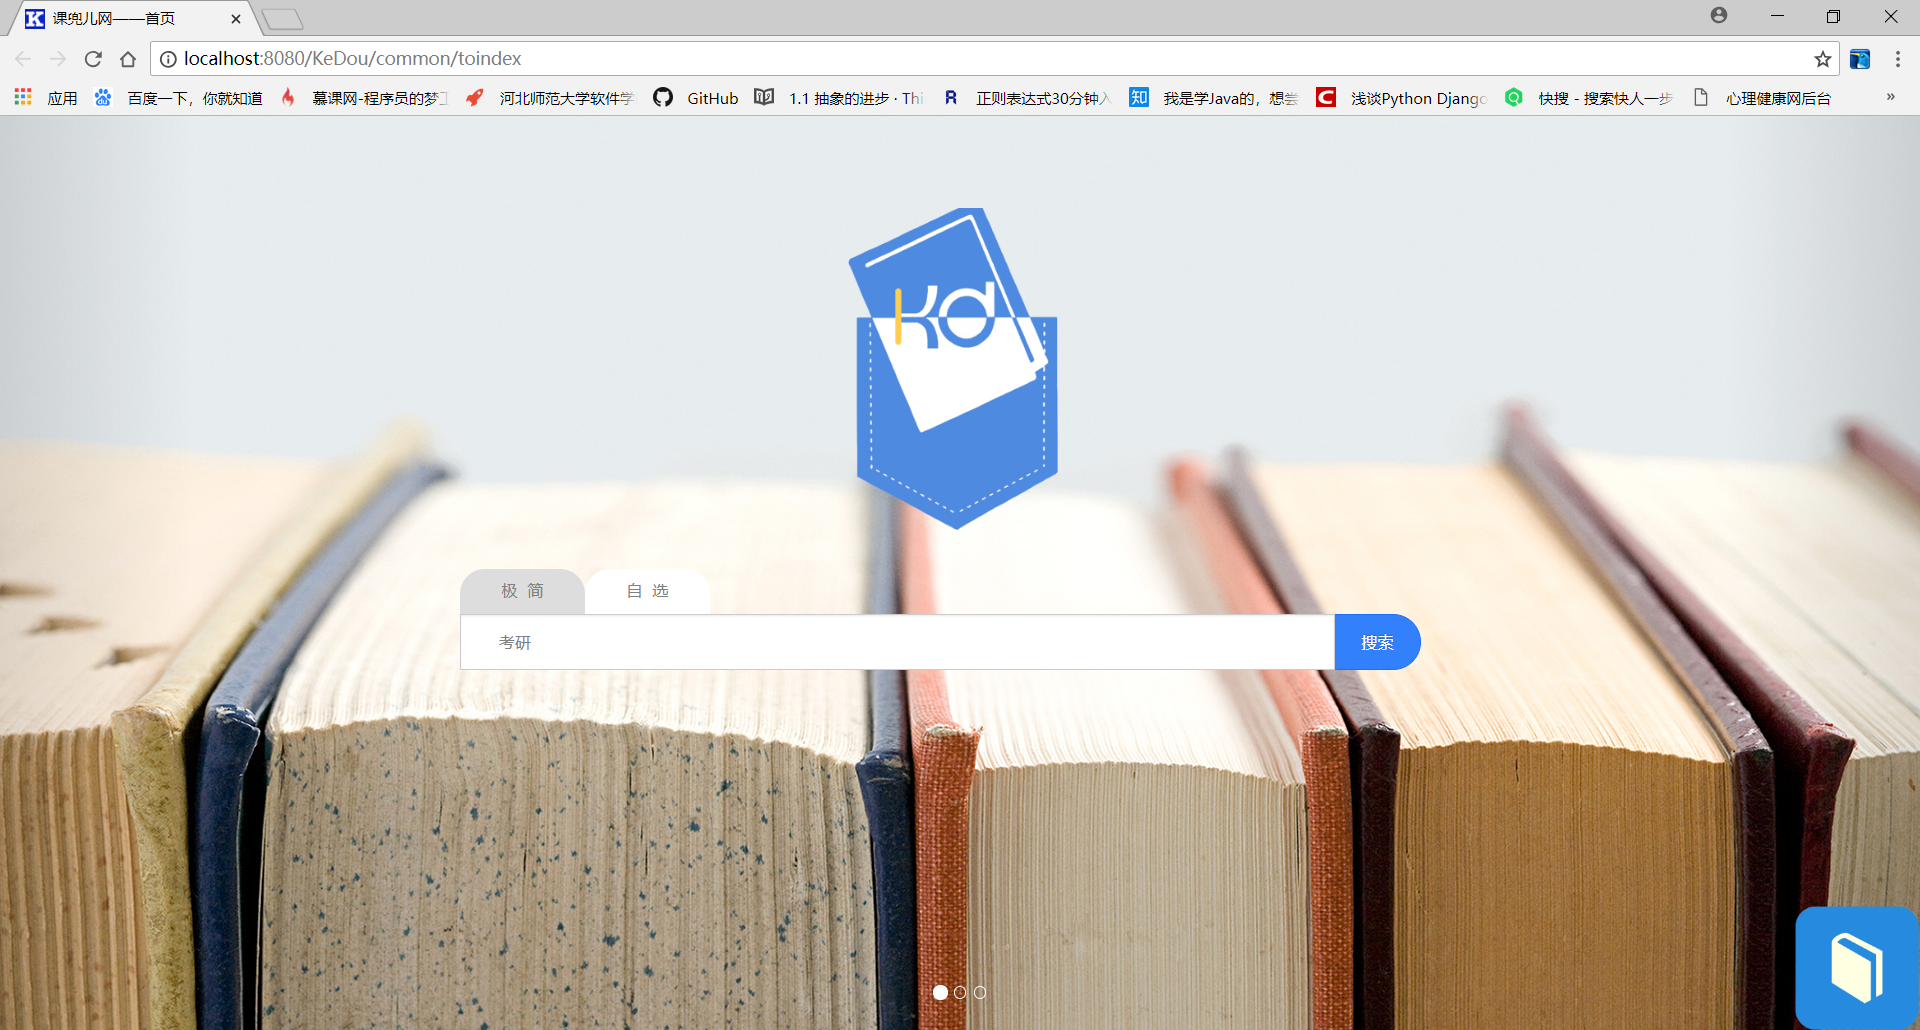 课兜儿网——首页
localhost:8080/KeDou/common/toindex
应用 百度一下，你就知道 慕课网-程序员的梦工 河北师范大学软件学 GitHub 1.1 抽象的进步 · Thi 正则表达式30分钟入 我是学Java的，想尝 浅谈Python Django 快搜 - 搜索快人一步 心理健康网后台 »
Kd
极 简 自 选
考研 搜索